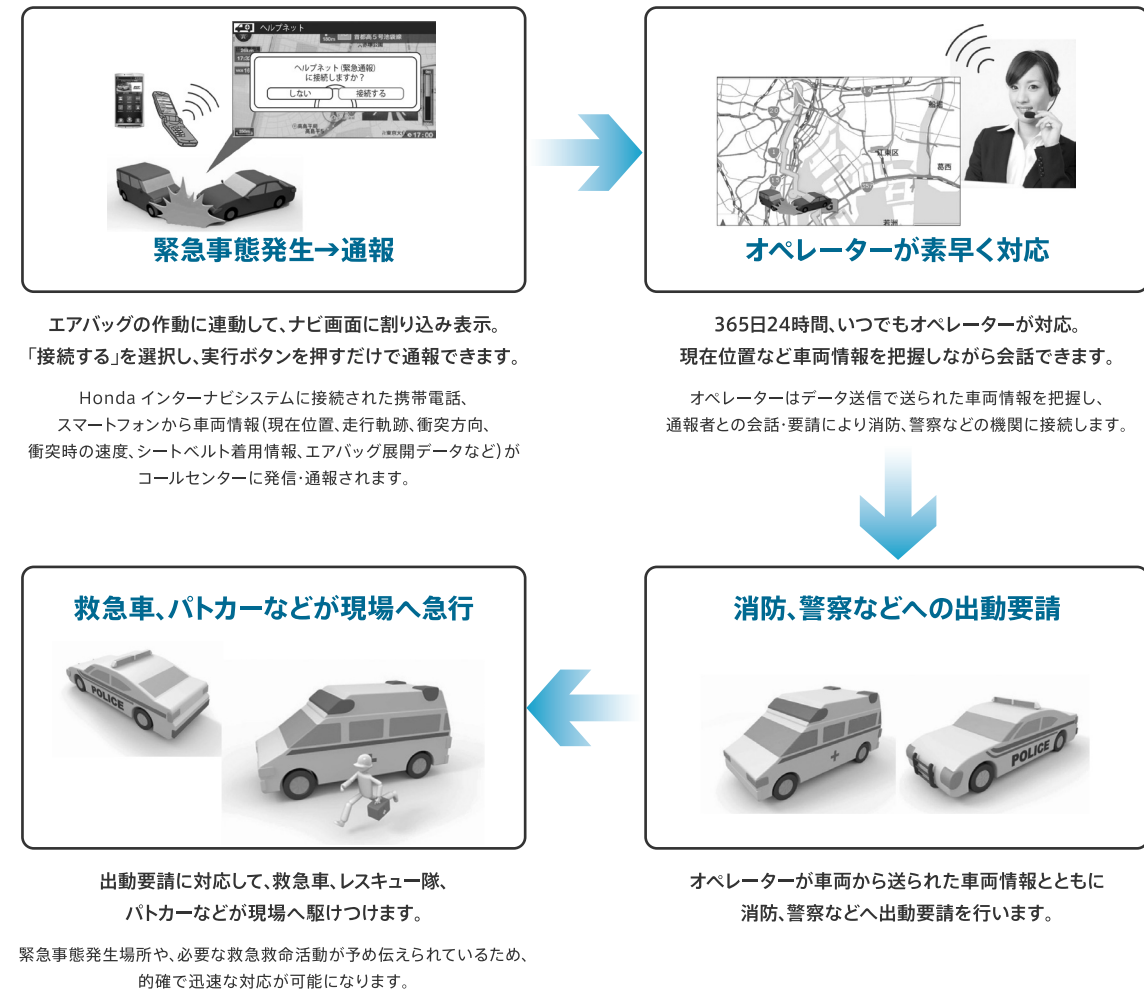 ヘルプネット
首都高5号池袋線
ヘルプネット(緊急通報)
に接続しますか?
しない
接続する
17:00
船堀
江東区
葛西
若洲
緊急事態発生→通報
オペレーターが素早く対応
エアバッグの作動に連動して、ナビ画面に割り込み表示。
「接続する」を選択し、実行ボタンを押すだけで通報できます。
Honda インターナビシステムに接続された携帯電話、
スマートフォンから車両情報(現在位置、走行軌跡、衝突方向、
衝突時の速度、シートベルト着用情報、エアバッグ展開データなど)が
コールセンターに発信・通報されます。
365日24時間、いつでもオペレーターが対応。
現在位置など車両情報を把握しながら会話できます。
オペレーターはデータ送信で送られた車両情報を把握し、
通報者との会話・要請により消防、警察などの機関に接続します。
救急車、パトカーなどが現場へ急行
POLICE
消防、警察などへの出動要請
POLICE
出動要請に対応して、救急車、レスキュー隊、
パトカーなどが現場へ駆けつけます。
緊急事態発生場所や、必要な救急救命活動が予め伝えられているため、
的確で迅速な対応が可能になります。
オペレーターが車両から送られた車両情報とともに
消防、警察などへ出動要請を行います。